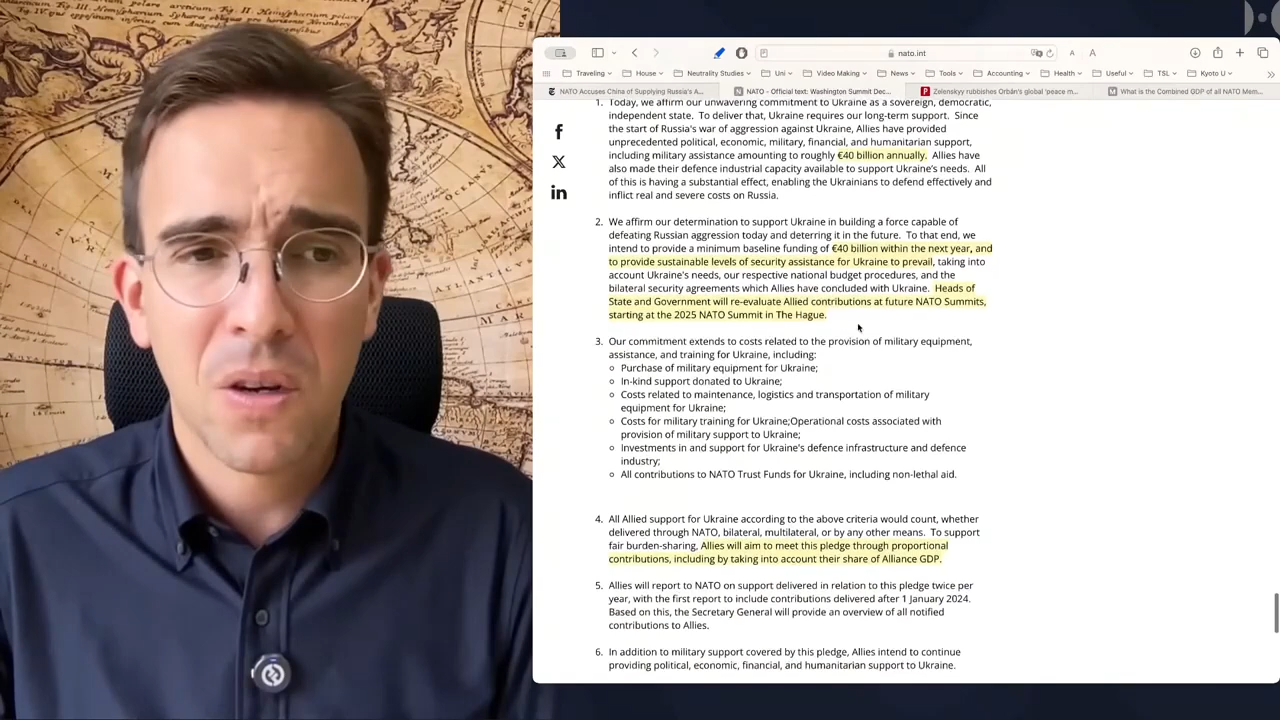 nato.int
A
A
Traveling
House
Neutrality Studies
Uni
Video Making
News
Tools
Accounting
Health
Useful
TSL
Kyoto U
NATO Accuses China of Supplying Russia's A...
NATO - Official text: Washington Summit Dec...
Zelenskyy rubbishes Orbán's global 'peace m...
What is the Combined GDP of all NATO Mem...
1. Today, we affirm our unwavering commitment to Ukraine as a sovereign, democratic,
independent state. To deliver that, Ukraine requires our long-term support. Since
the start of Russia's war of aggression against Ukraine, Allies have provided
unprecedented political, economic, military, financial, and humanitarian support,
including military assistance amounting to roughly €40 billion annually. Allies have
also made their defence industrial capacity available to support Ukraine's needs. All
of this is having a substantial effect, enabling the Ukrainians to defend effectively and
inflict real and severe costs on Russia.
2. We affirm our determination to support Ukraine in building a force capable of
defeating Russian aggression today and deterring it in the future. To that end, we
intend to provide a minimum baseline funding of €40 billion within the next year, and
to provide sustainable levels of security assistance for Ukraine to prevail, taking into
account Ukraine's needs, our respective national budget procedures, and the
bilateral security agreements which Allies have concluded with Ukraine. Heads of
State and Government will re-evaluate Allied contributions at future NATO Summits,
starting at the 2025 NATO Summit in The Hague.
3. Our commitment extends to costs related to the provision of military equipment,
assistance, and training for Ukraine, including:
Purchase of military equipment for Ukraine;
In-kind support donated to Ukraine;
Costs related to maintenance, logistics and transportation of military
equipment for Ukraine;
Costs for military training for Ukraine;Operational costs associated with
provision of military support to Ukraine;
Investments in and support for Ukraine's defence infrastructure and defence
industry;
All contributions to NATO Trust Funds for Ukraine, including non-lethal aid.
4. All Allied support for Ukraine according to the above criteria would count, whether
delivered through NATO, bilateral, multilateral, or by any other means. To support
fair burden-sharing, Allies will aim to meet this pledge through proportional
contributions, including by taking into account their share of Alliance GDP.
5. Allies will report to NATO on support delivered in relation to this pledge twice per
year, with the first report to include contributions delivered after 1 January 2024.
Based on this, the Secretary General will provide an overview of all notified
contributions to Allies.
6. In addition to military support covered by this pledge, Allies intend to continue
providing political, economic, financial, and humanitarian support to Ukraine.